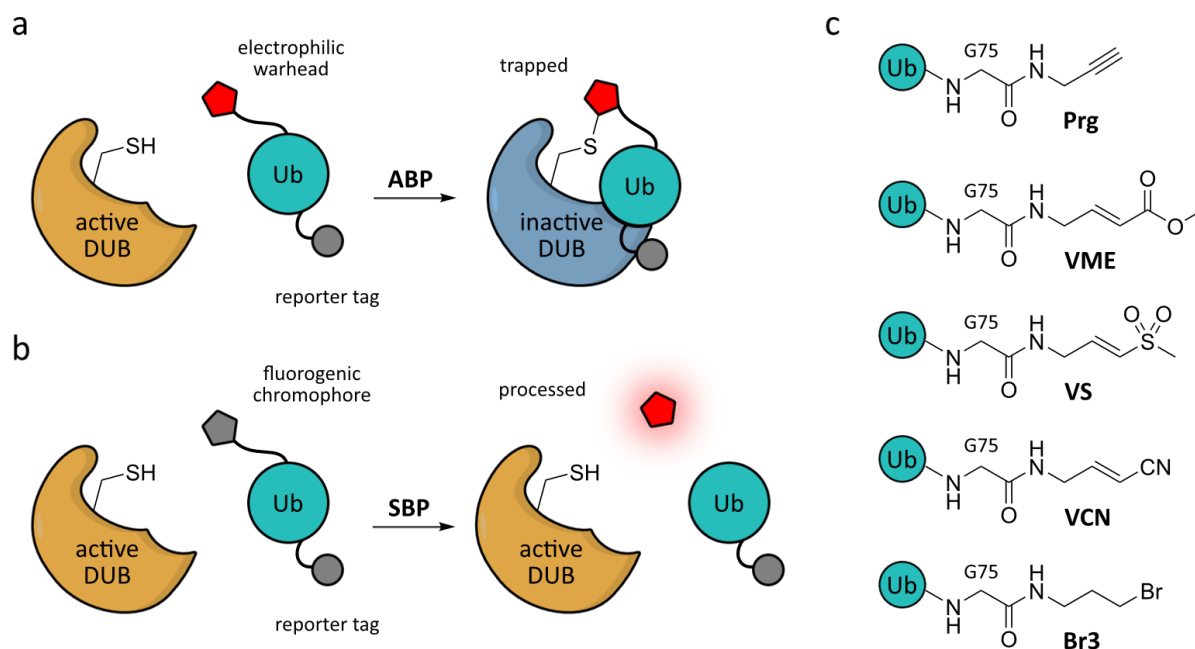 a
electrophilic
warhead
SH
active
DUB
Ub
reporter tag
ABP
trapped
S
Ub
inactive
DUB
b
fluorogenic
chromophore
SH
active
DUB
Ub
reporter tag
SBP
processed
SH
active
DUB
Ub
c
Ub
N
H
G75
O
H
N
Prg
Ub
N
H
G75
O
H
N
O
O
VME
Ub
N
H
G75
O
H
N
O O
S
VS
Ub
N
H
G75
O
H
N
CN
VCN
Ub
N
H
G75
O
H
N
Br
Br3